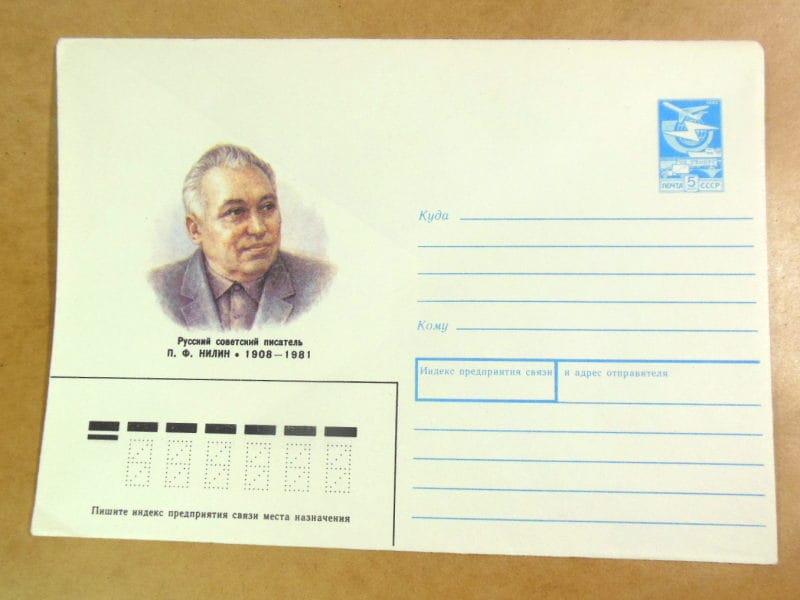 ПОЧТА 5 СССР
Куда
Кому
Русский советский писатель
П. Ф. НИЛИН • 1908—1981
Индекс предприятия связи и адрес отправителя
Пишите индекс предприятия связи места назначения